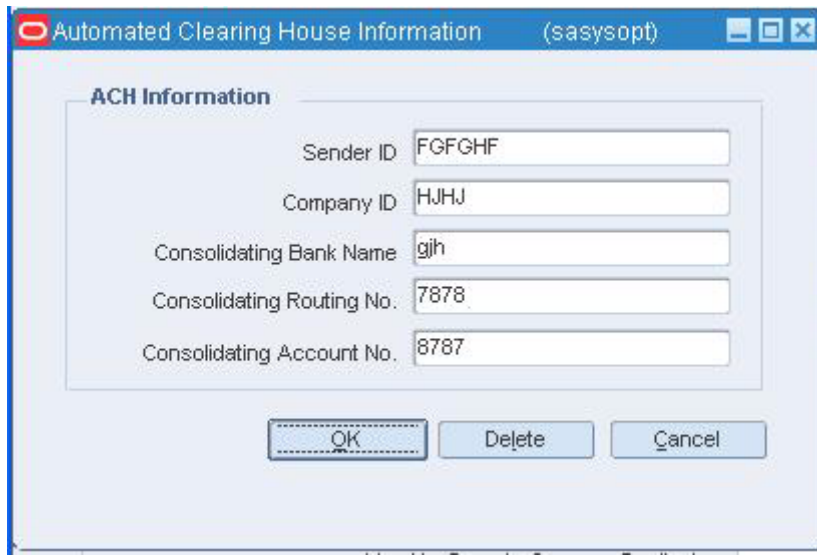 Automated Clearing House Information (sasysopt)
ACH Information
Sender ID FGFGHF
Company ID HJHJ
Consolidating Bank Name gjh
Consolidating Routing No. 7878
Consolidating Account No. 8787
OK Delete Cancel